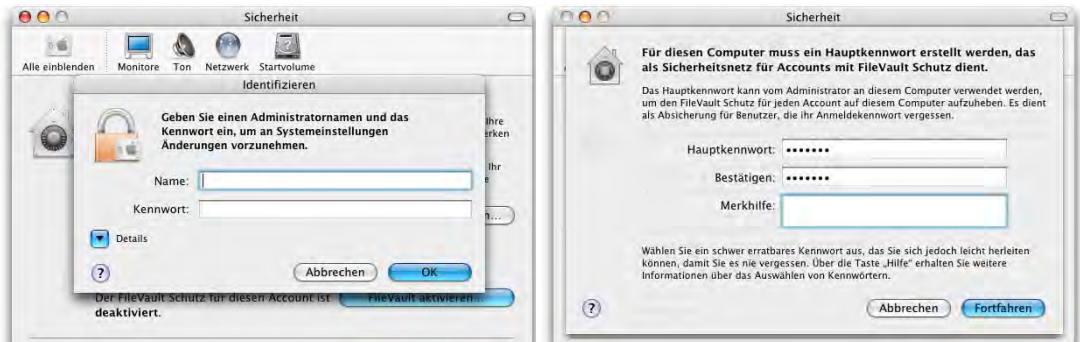 Sicherheit
Alle einblenden Monitore Ton Netzwerk Startvolume
Identifizieren
Geben Sie einen Administratornamen und das
Kennwort ein, um an Systemeinstellungen
Änderungen vorzunehmen.
Ihre
erken
Ihr
e
Name:
Kennwort:
n...
Details
?
Abbrechen OK
Der FileVault Schutz für diesen Account ist
deaktiviert.
FileVault aktivieren...
Sicherheit
Für diesen Computer muss ein Hauptkennwort erstellt werden, das
als Sicherheitsnetz für Accounts mit FileVault Schutz dient.
Das Hauptkennwort kann vom Administrator an diesem Computer verwendet werden,
um den FileVault Schutz für jeden Account auf diesem Computer aufzuheben. Es dient
als Absicherung für Benutzer, die ihr Anmeldekennwort vergessen.
Hauptkennwort: •••••••
Bestätigen: •••••••
Merkhilfe:
Wählen Sie ein schwer erratbares Kennwort aus, das Sie sich jedoch leicht herleiten
können, damit Sie es nie vergessen. Über die Taste „Hilfe“ erhalten Sie weitere
Informationen über das Auswählen von Kennwörtern.
?
Abbrechen Fortfahren